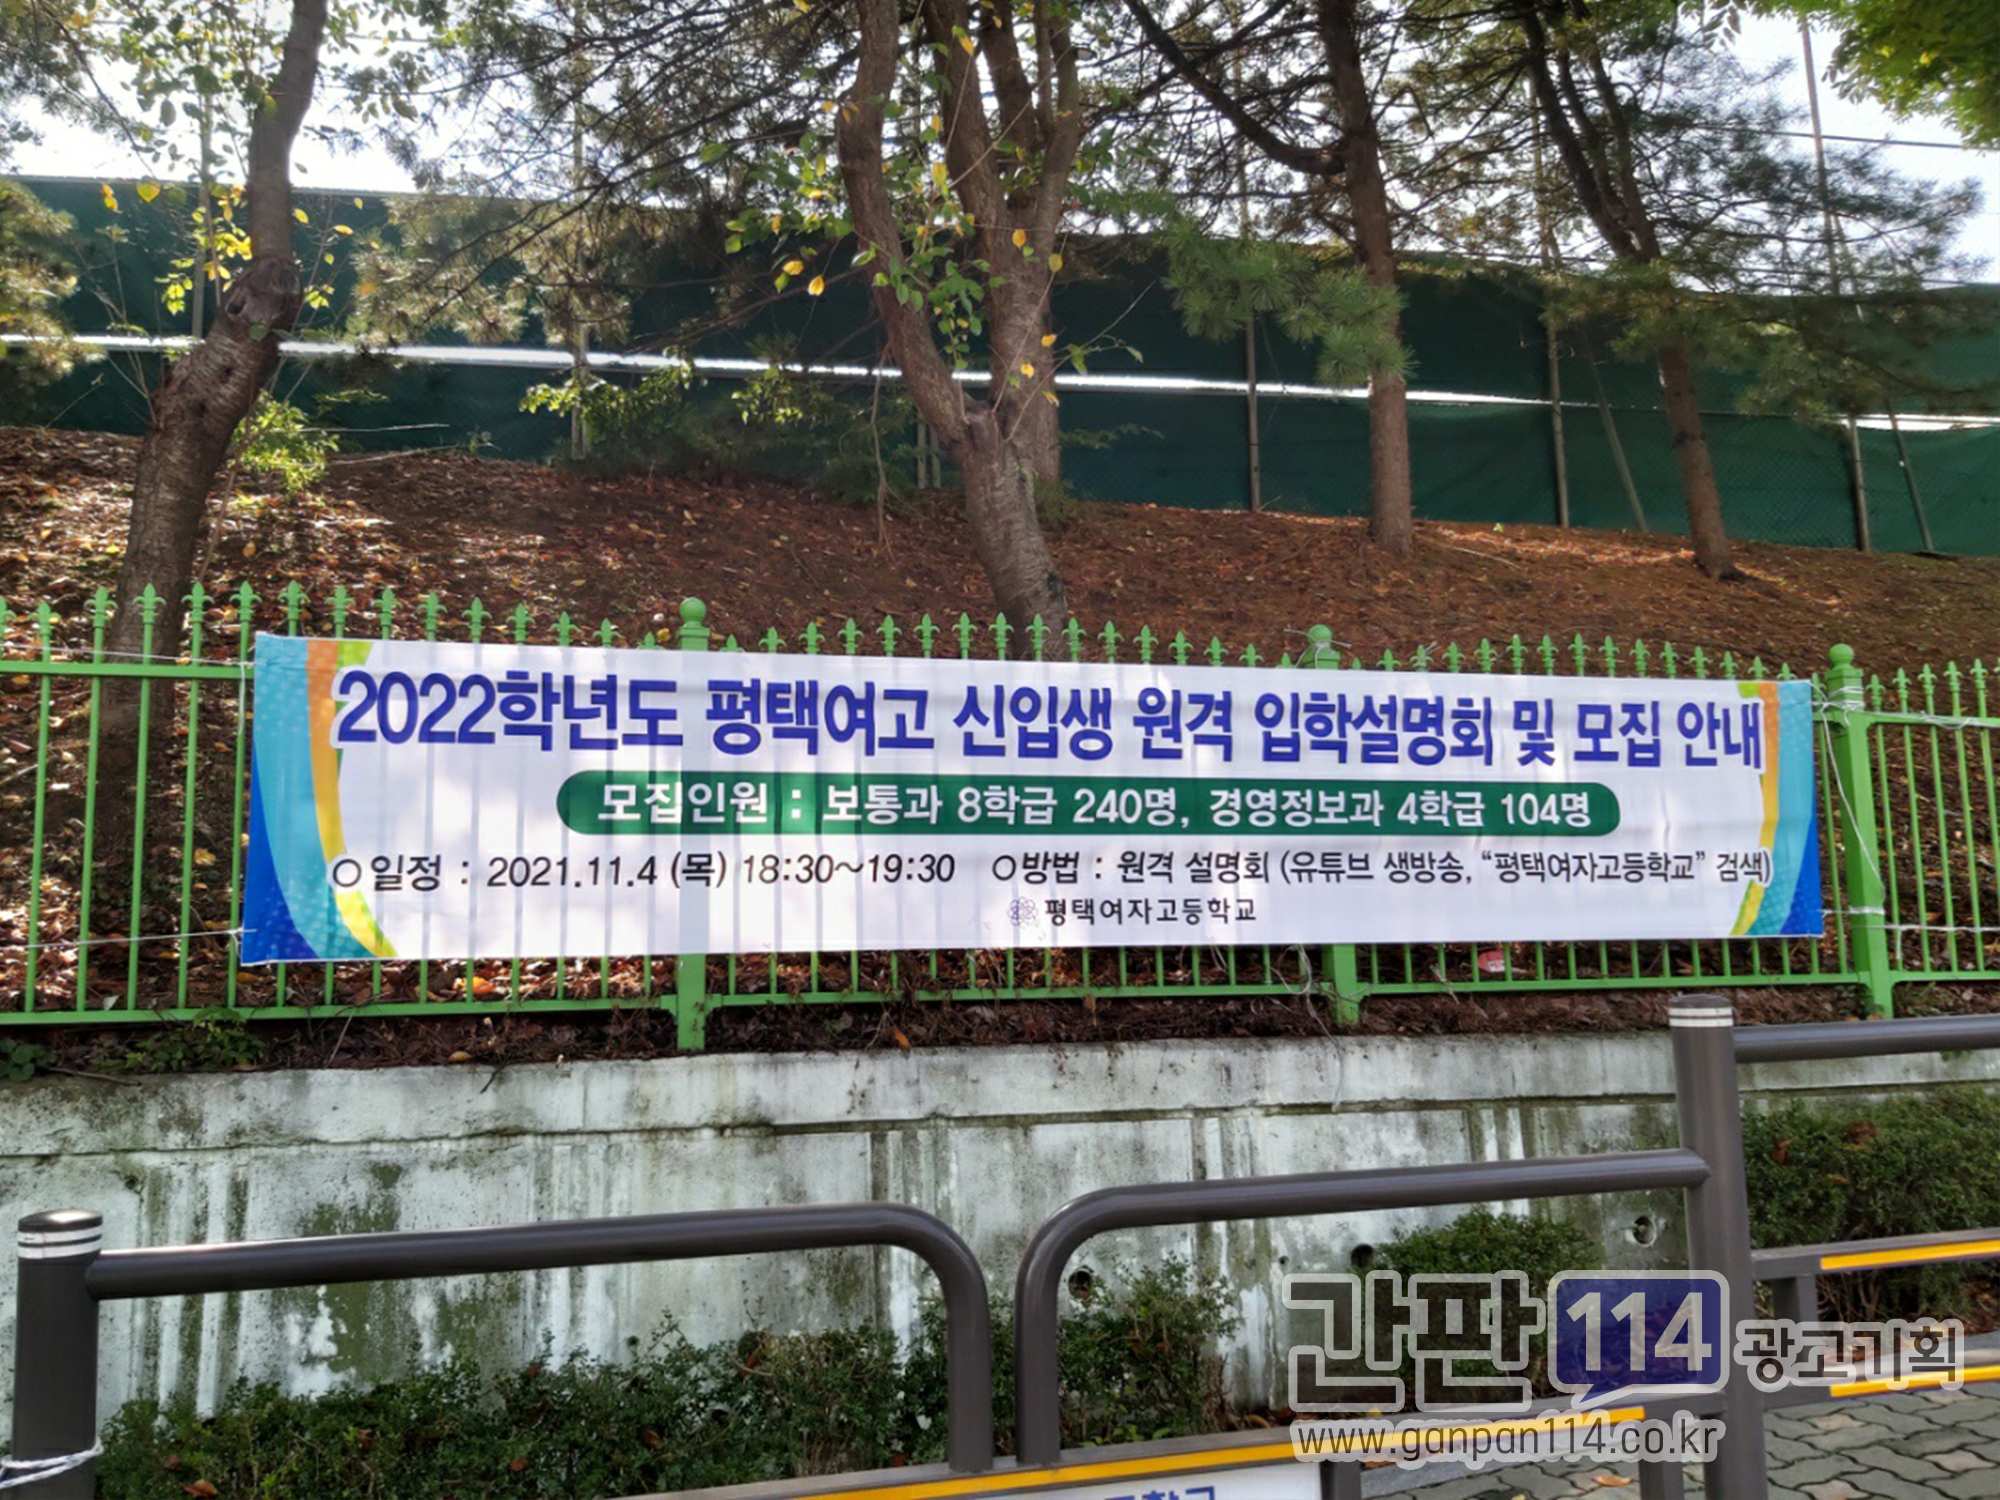 2022학년도 평택여고 신입생 원격 입학설명회 및 모집 안내
모집인원 : 보통과 8학급 240명, 경영정보과 4학급 104명
○일정 : 2021.11.4 (목) 18:30~19:30 ○방법 : 원격 설명회 (유튜브 생방송, “평택여자고등학교” 검색)
평택여자고등학교
간판 114 광고기획
www.ganpan114.co.kr